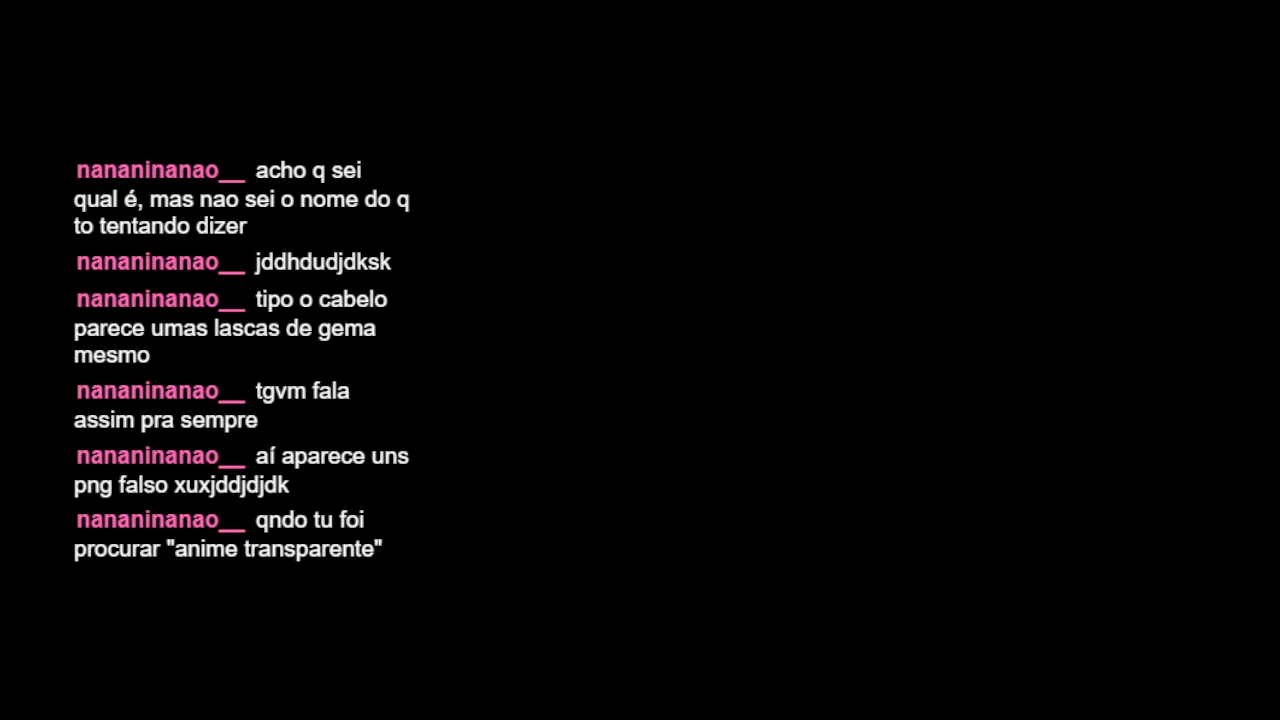 nananinanao__ acho q sei
qual é, mas nao sei o nome do q
to tentando dizer
nananinanao__ jddhdudjdksk
nananinanao__ tipo o cabelo
parece umas lascas de gema
mesmo
nananinanao__ tgvm fala
assim pra sempre
nananinanao__ aí aparece uns
png falso xuxjddjdjdk
nananinanao__ qndo tu foi
procurar "anime transparente"